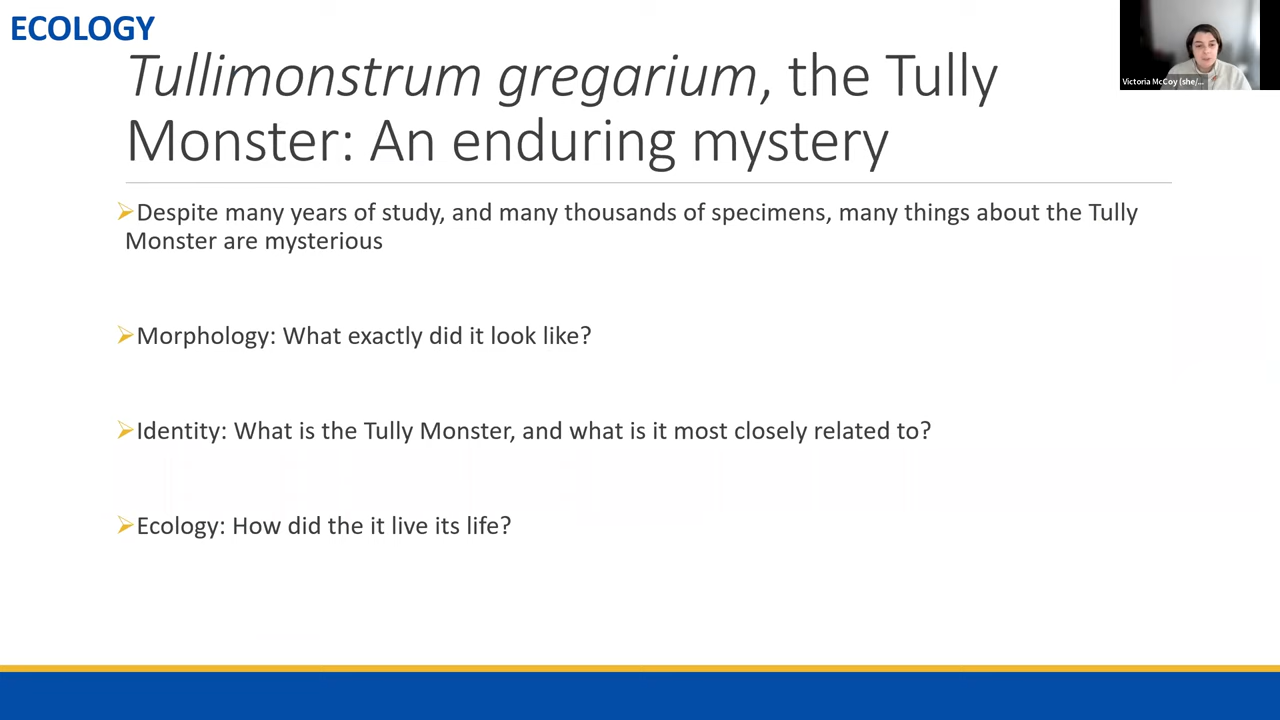 ECOLOGY
Tullimonstrum gregarium, the Tully
Monster: An enduring mystery
Victoria McCoy (she/...
➢Despite many years of study, and many thousands of specimens, many things about the Tully
Monster are mysterious
➢Morphology: What exactly did it look like?
➢Identity: What is the Tully Monster, and what is it most closely related to?
➢Ecology: How did the it live its life?